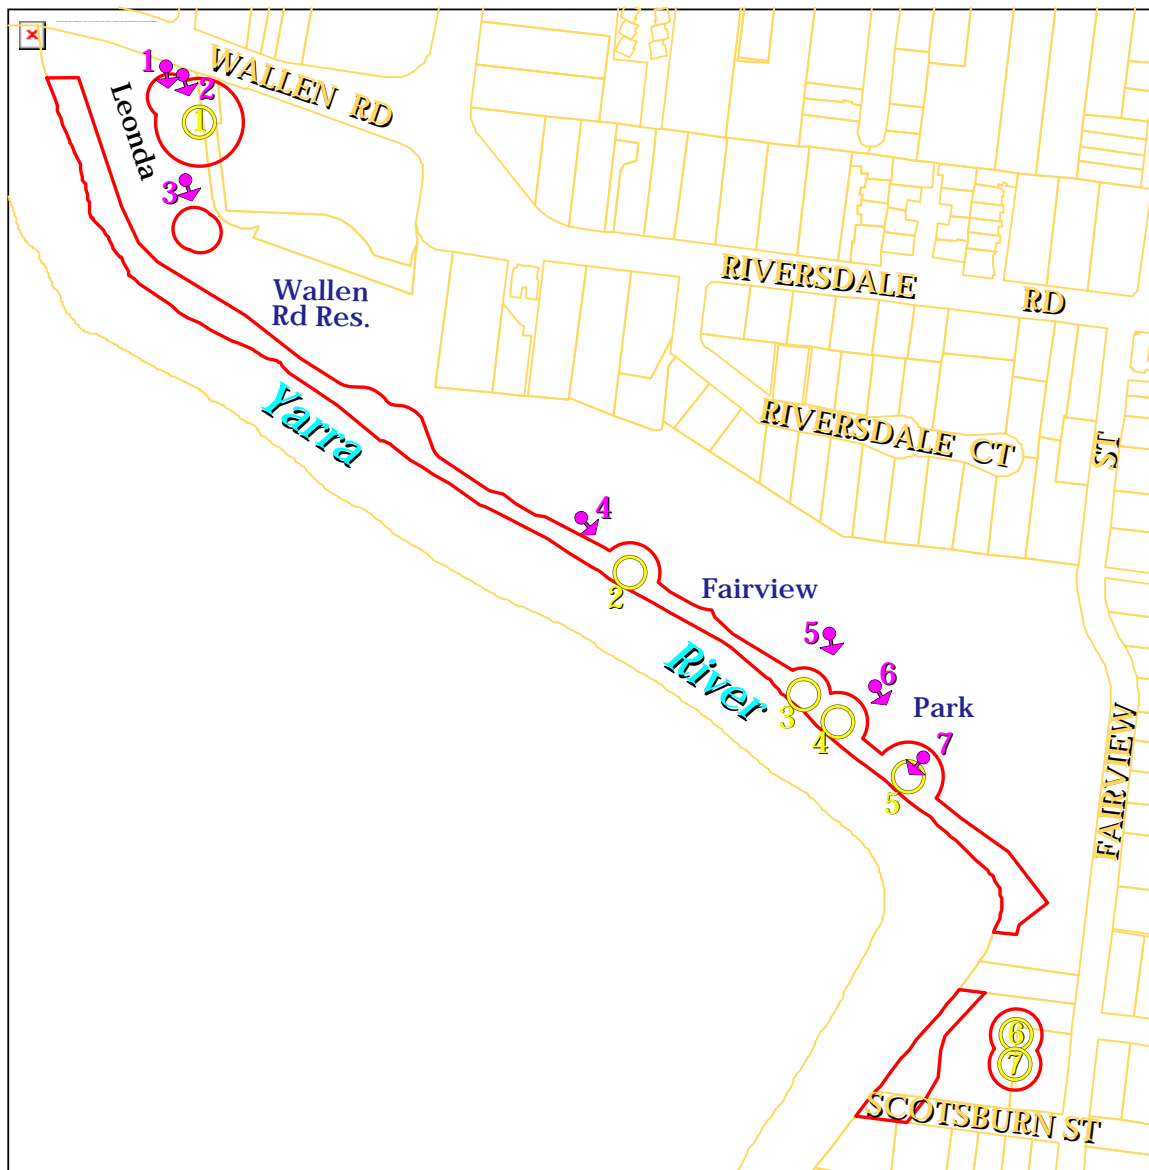 1
2
WALLEN RD
Leonda
1
3
Wallen
Rd Res.
RIVERSDALE RD
Yarra
RIVERSDALE CT
ST
4
2
Fairview
5
River
6
3
Park
4
7
5
FAIRVIEW
6
7
SCOTSBURN ST